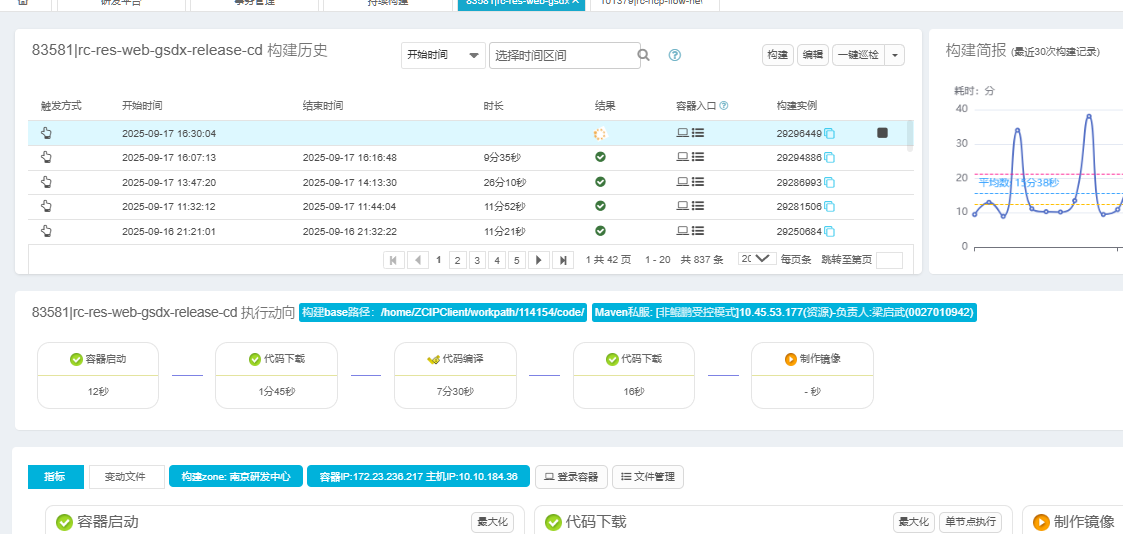 研发平台 事务管理 持续构建 83581|rc-res-web-gsdx × 101379|rc-ncp-flow-new
83581|rc-res-web-gsdx-release-cd 构建历史
开始时间 选择时间区间 构建 编辑 一键巡检
触发方式 开始时间 结束时间 时长 结果 容器入口 构建实例
2025-09-17 16:30:04 29296449
2025-09-17 16:07:13 2025-09-17 16:16:48 9分35秒 29294886
2025-09-17 13:47:20 2025-09-17 14:13:30 26分10秒 29286993
2025-09-17 11:32:12 2025-09-17 11:44:04 11分52秒 29281506
2025-09-16 21:21:01 2025-09-16 21:32:22 11分21秒 29250684
1 2 3 4 5 1 共 42 页 1 - 20 共 837 条 20 每页条 跳转至第页
构建简报 (最近30次构建记录)
耗时：分
40
30
20
平均数: 15分38秒
10
0
83581|rc-res-web-gsdx-release-cd 执行动向 构建base路径：/home/ZCIPClient/workpath/114154/code/ Maven私服: [非鲲鹏受控模式]10.45.53.177(资源)-负责人:梁启武(0027010942)
容器启动 代码下载 代码编译 代码下载 制作镜像
12秒 1分45秒 7分30秒 16秒 - 秒
指标 变动文件 构建zone: 南京研发中心 容器IP:172.23.236.217 主机IP:10.10.184.36 登录容器 文件管理
容器启动 最大化 代码下载 最大化 单节点执行 制作镜像